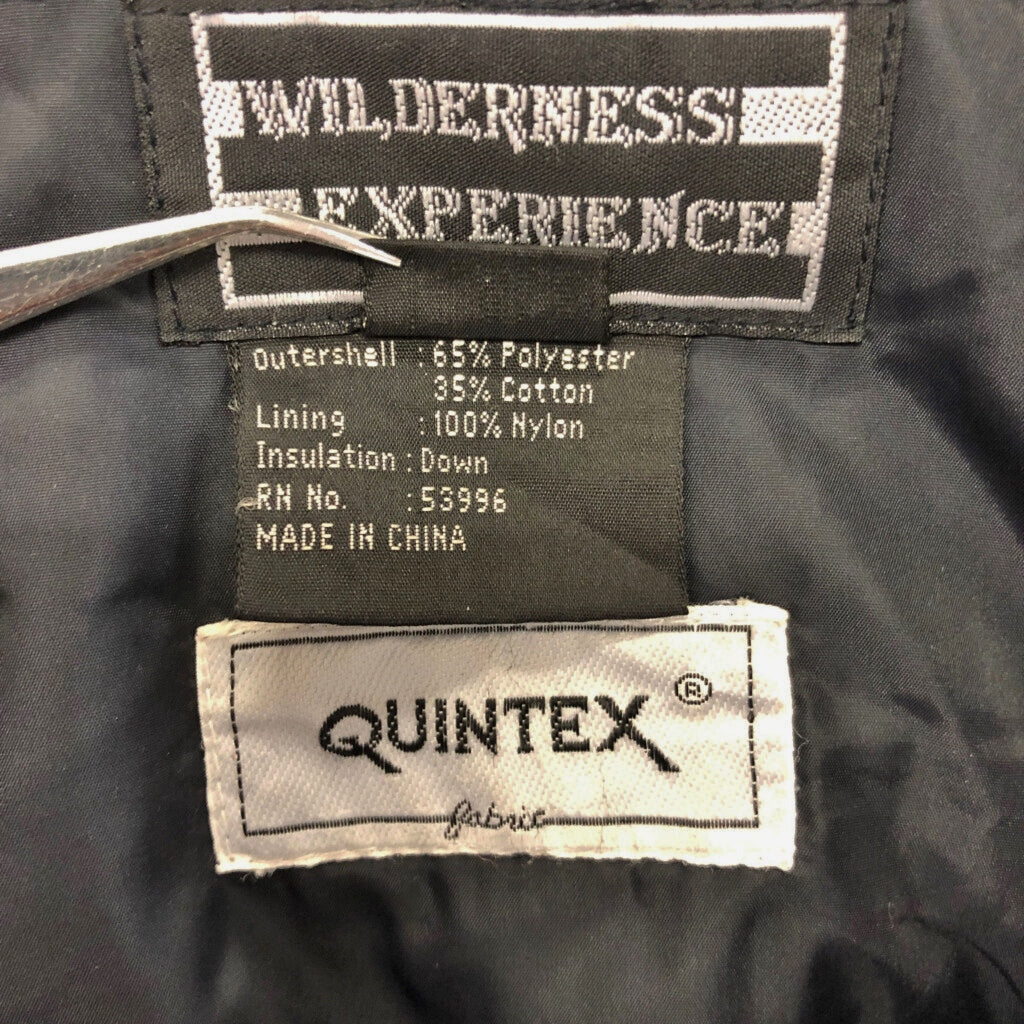 WILDERNESS
EXPERIENCE
Outershell : 65% Polyester
35% Cotton
Lining : 100% Nylon
Insulation : Down
RN No. : 53996
MADE IN CHINA
QUINTEX ®
fabric